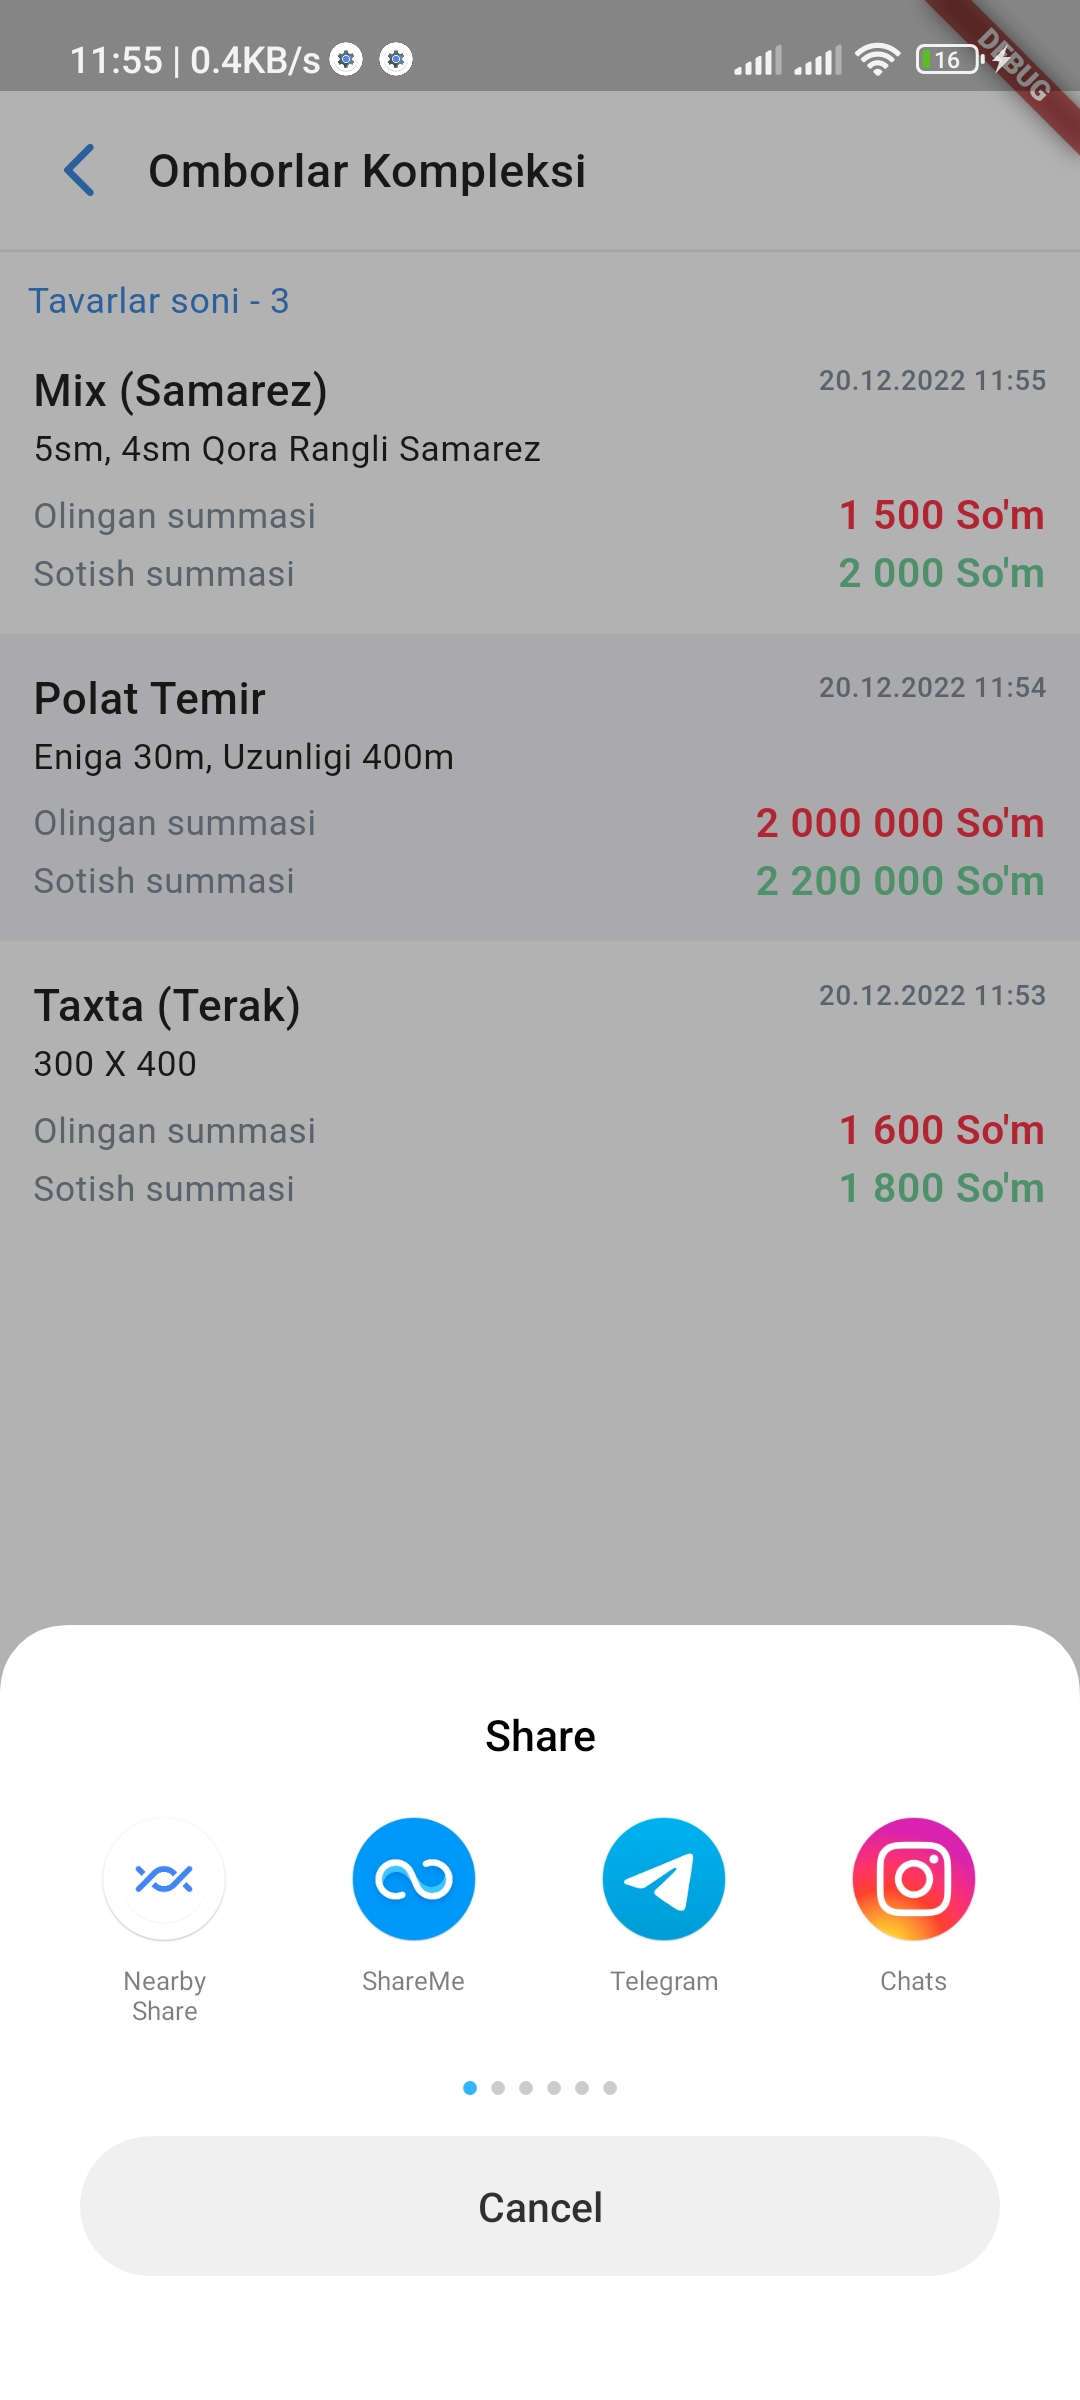 11:55 | 0.4KB/s
16
DEBUG
Omborlar Kompleksi
Tavarlar soni - 3
Mix (Samarez)
20.12.2022 11:55
5sm, 4sm Qora Rangli Samarez
Olingan summasi
1 500 So'm
Sotish summasi
2 000 So'm
Polat Temir
20.12.2022 11:54
Eniga 30m, Uzunligi 400m
Olingan summasi
2 000 000 So'm
Sotish summasi
2 200 000 So'm
Taxta (Terak)
20.12.2022 11:53
300 X 400
Olingan summasi
1 600 So'm
Sotish summasi
1 800 So'm
Share
Nearby
Share
ShareMe
Telegram
Chats
Cancel